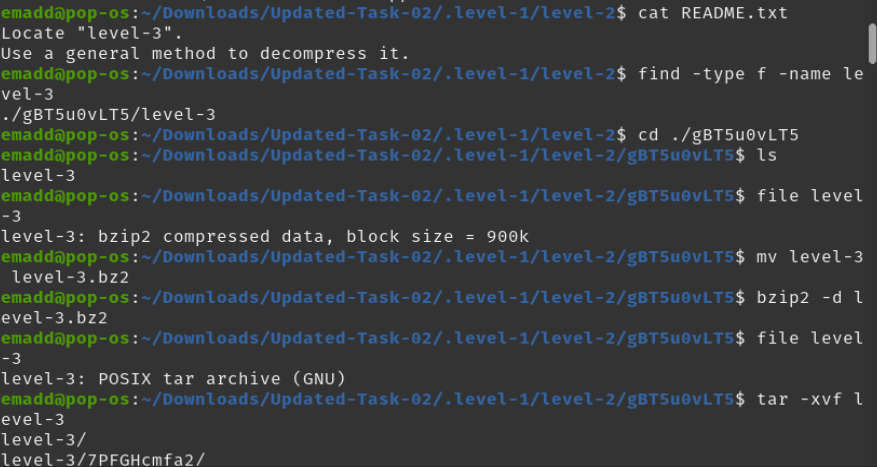 emadd@pop-os:~/Downloads/Updated-Task-02/.level-1/level-2$ cat README.txt
Locate "level-3".
Use a general method to decompress it.
emadd@pop-os:~/Downloads/Updated-Task-02/.level-1/level-2$ find -type f -name le
vel-3
./gBT5u0vLT5/level-3
emadd@pop-os:~/Downloads/Updated-Task-02/.level-1/level-2$ cd ./gBT5u0vLT5
emadd@pop-os:~/Downloads/Updated-Task-02/.level-1/level-2/gBT5u0vLT5$ ls
level-3
emadd@pop-os:~/Downloads/Updated-Task-02/.level-1/level-2/gBT5u0vLT5$ file level
-3
level-3: bzip2 compressed data, block size = 900k
emadd@pop-os:~/Downloads/Updated-Task-02/.level-1/level-2/gBT5u0vLT5$ mv level-3
 level-3.bz2
emadd@pop-os:~/Downloads/Updated-Task-02/.level-1/level-2/gBT5u0vLT5$ bzip2 -d l
evel-3.bz2
emadd@pop-os:~/Downloads/Updated-Task-02/.level-1/level-2/gBT5u0vLT5$ file level
-3
level-3: POSIX tar archive (GNU)
emadd@pop-os:~/Downloads/Updated-Task-02/.level-1/level-2/gBT5u0vLT5$ tar -xvf l
evel-3
level-3/
level-3/7PFGHcmfa2/